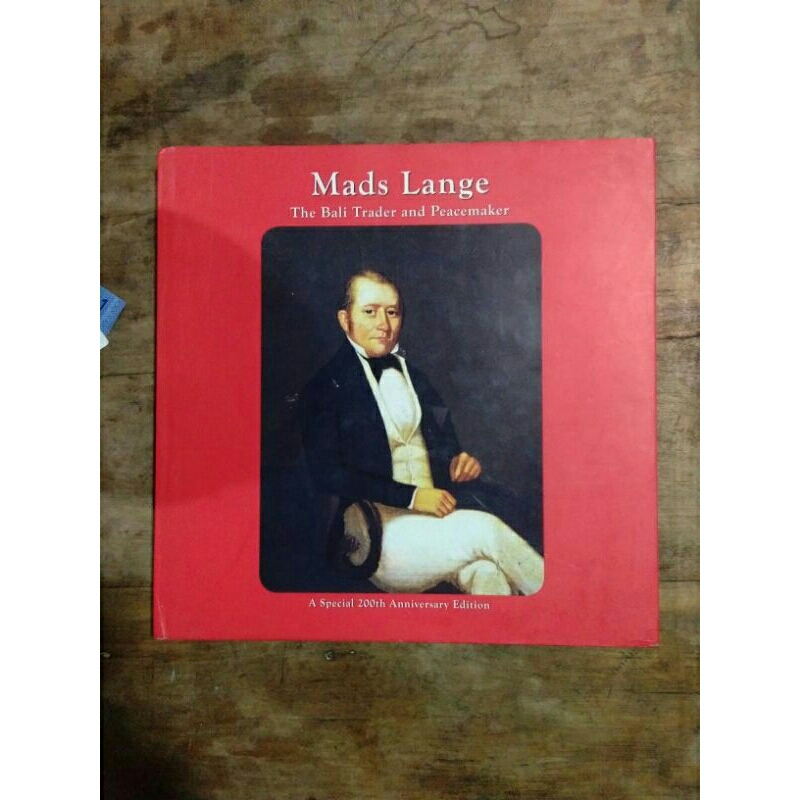 Mads Lange
The Bali Trader and Peacemaker
A Special 200th Anniversary Edition